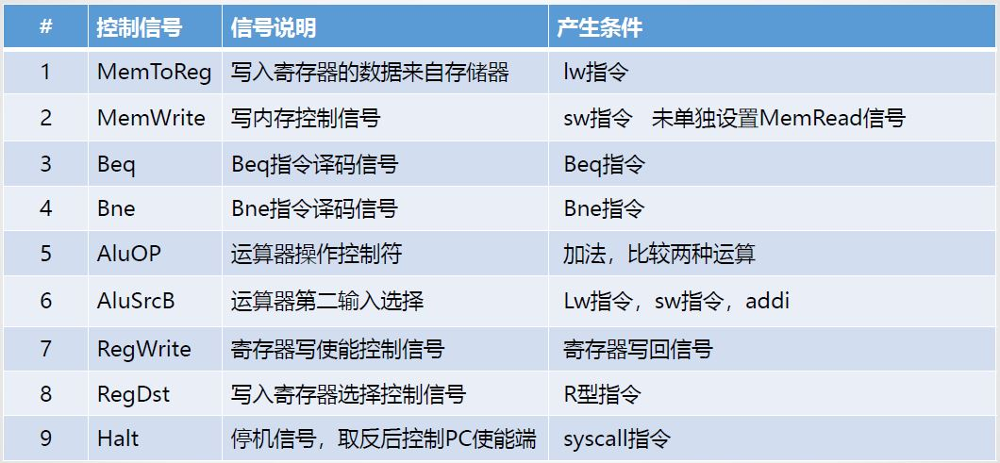 # 控制信号 信号说明 产生条件
1 MemToReg 写入寄存器的数据来自存储器 lw指令
2 MemWrite 写内存控制信号 sw指令 未单独设置MemRead信号
3 Beq Beq指令译码信号 Beq指令
4 Bne Bne指令译码信号 Bne指令
5 AluOP 运算器操作控制符 加法，比较两种运算
6 AluSrcB 运算器第二输入选择 Lw指令，sw指令，addi
7 RegWrite 寄存器写使能控制信号 寄存器写回信号
8 RegDst 写入寄存器选择控制信号 R型指令
9 Halt 停机信号，取反后控制PC使能端 syscall指令